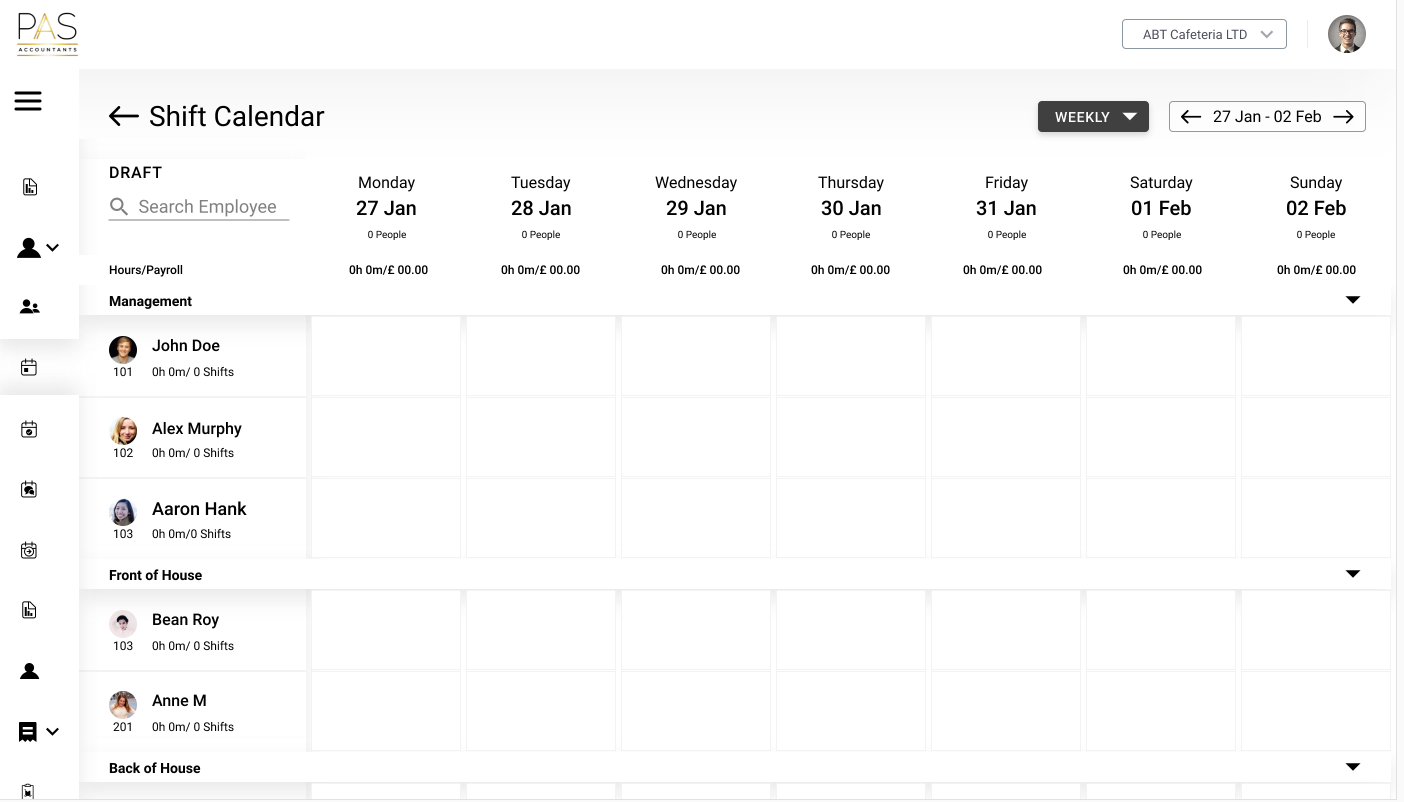 PAS
ACCOUNTANTS
ABT Cafeteria LTD
Shift Calendar
WEEKLY
27 Jan - 02 Feb
DRAFT
Search Employee
Monday Tuesday Wednesday Thursday Friday Saturday Sunday
27 Jan 28 Jan 29 Jan 30 Jan 31 Jan 01 Feb 02 Feb
0 People 0 People 0 People 0 People 0 People 0 People 0 People
Hours/Payroll 0h 0m/£ 00.00 0h 0m/£ 00.00 0h 0m/£ 00.00 0h 0m/£ 00.00 0h 0m/£ 00.00 0h 0m/£ 00.00 0h 0m/£ 00.00
Management
John Doe
101 0h 0m/ 0 Shifts
Alex Murphy
102 0h 0m/ 0 Shifts
Aaron Hank
103 0h 0m/0 Shifts
Front of House
Bean Roy
103 0h 0m/ 0 Shifts
Anne M
201 0h 0m/ 0 Shifts
Back of House